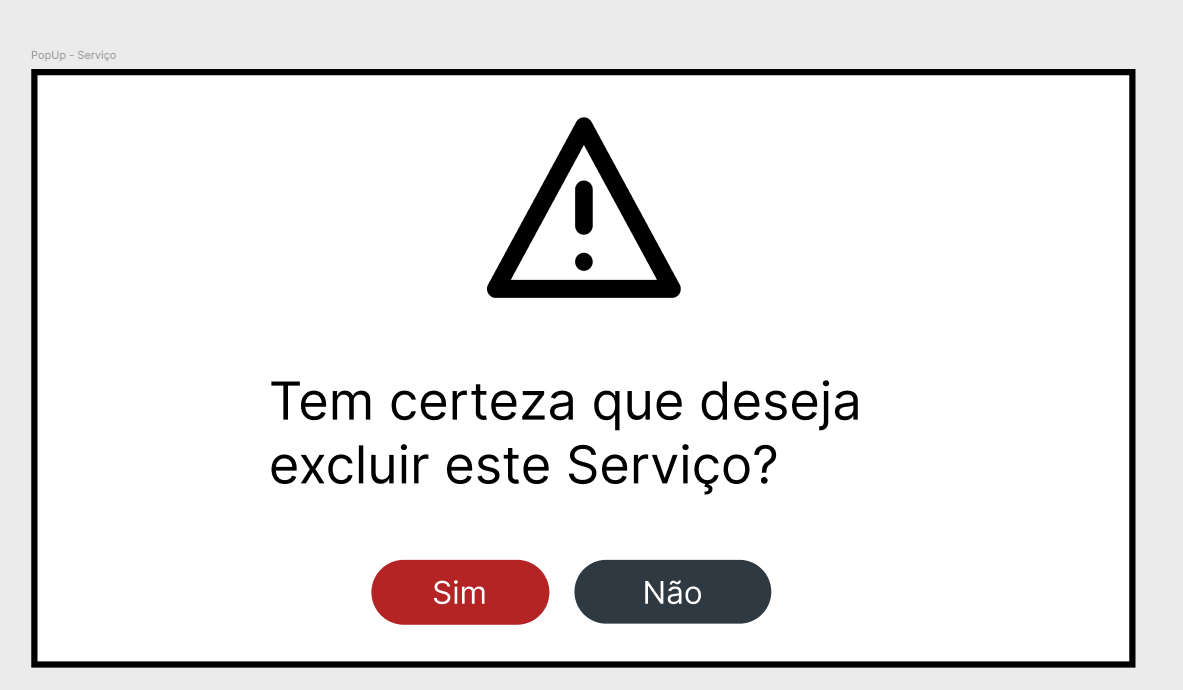 PopUp - Serviço
Tem certeza que deseja
excluir este Serviço?
Sim
Não